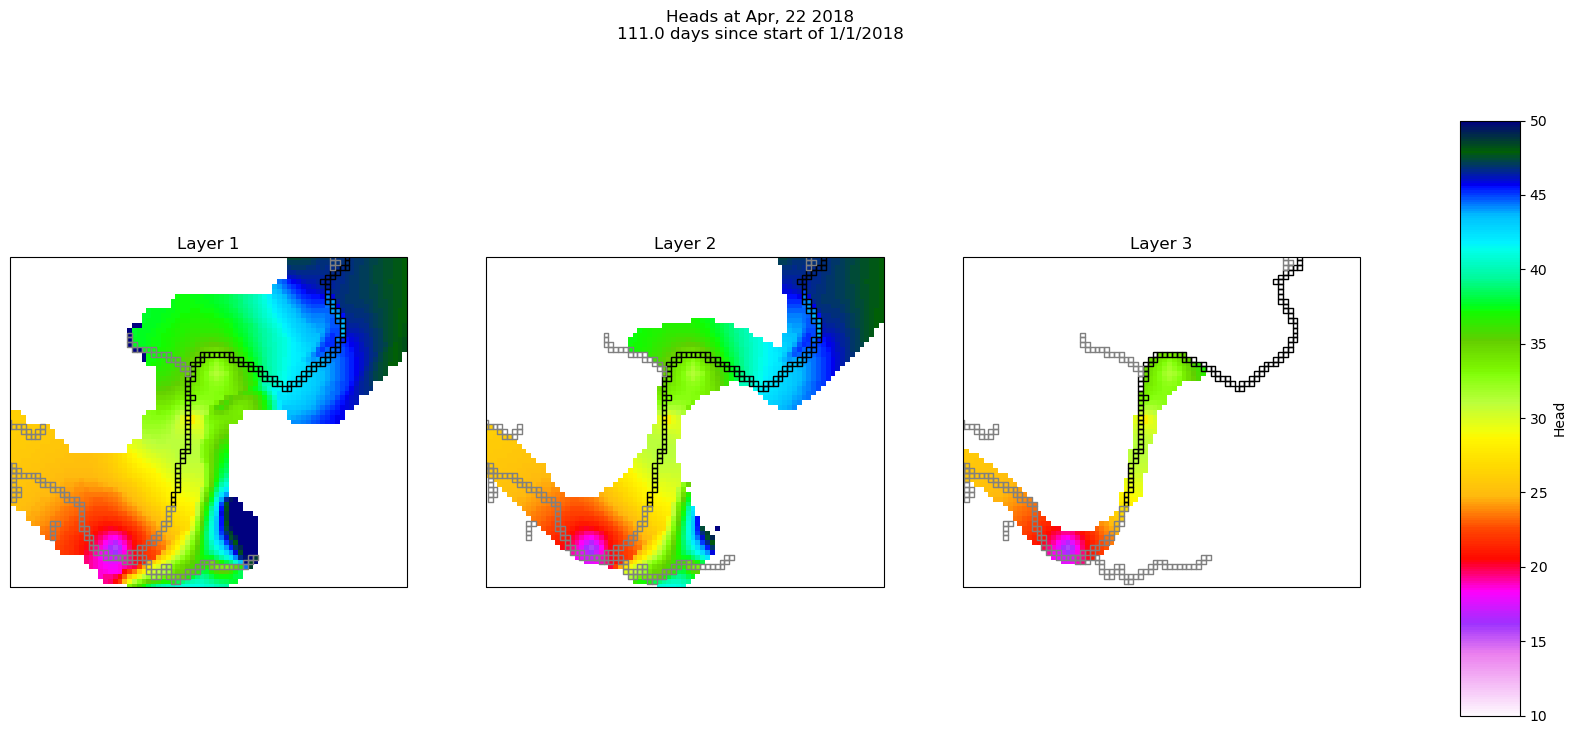 Heads at Apr, 22 2018
111.0 days since start of 1/1/2018
Layer 1
Layer 2
Layer 3
50
45
40
35
30
25
20
15
10
Head